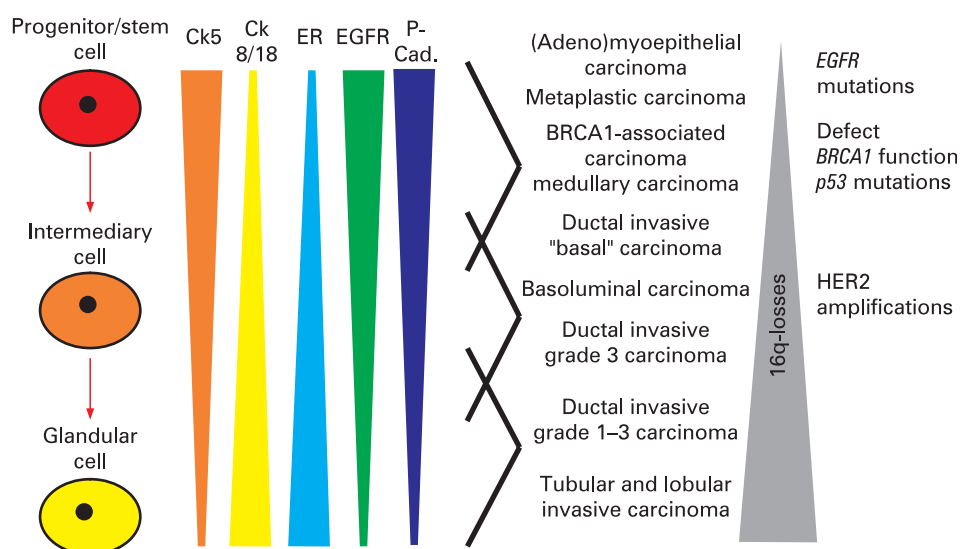 Progenitor/stem
cell
Intermediary
cell
Glandular
cell
Ck5
Ck
8/18
ER
EGFR
P-
Cad.
(Adeno)myoepithelial
carcinoma
Metaplastic carcinoma
BRCA1-associated
carcinoma
medullary carcinoma
Ductal invasive
"basal" carcinoma
Basoluminal carcinoma
Ductal invasive
grade 3 carcinoma
Ductal invasive
grade 1–3 carcinoma
Tubular and lobular
invasive carcinoma
16q-losses
EGFR
mutations
Defect
BRCA1 function
p53 mutations
HER2
amplifications